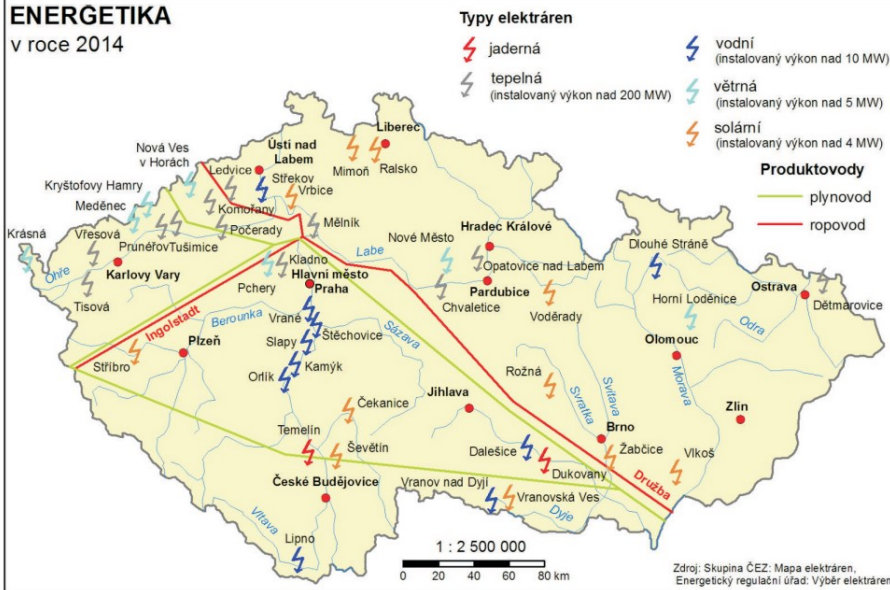 ENERGETIKA
v roce 2014
Typy elektráren
jaderná
tepelná
(instalovaný výkon nad 200 MW)
vodní
(instalovaný výkon nad 10 MW)
větrná
(instalovaný výkon nad 5 MW)
solární
(instalovaný výkon nad 4 MW)
Produktovody
plynovod
ropovod
Liberec
Ústí nad
Labem
Nová Ves
v Horách
Ledvice
Střekov
Mimoň
Ralsko
Kryštofovy Hamry
Vrbice
Meděnec
Komořany
Mělník
Krásná
Vřesová
Prunéřov
Tušimice
Počerady
Labe
Nové Město
Hradec Králové
Dlouhé Stráně
Ohře
Karlovy Vary
Kladno
Opatovice nad Labem
Hlavní město
Praha
Pchery
Pardubice
Horní Loděnice
Ostrava
Tisová
Ingolstadt
Chvaletice
Voděrady
Dětmarovice
Berounka
Vrané
Štěchovice
Sázava
Odra
Plzeň
Slapy
Olomouc
Stříbro
Kamýk
Rožná
Orlík
Svratka
Svitava
Morava
Čekanice
Jihlava
Zlín
Temelín
Brno
Ševětín
Dalešice
Žabčice
Vlkoš
Dukovany
České Budějovice
Vranov nad Dyjí
Družba
Vranovská Ves
Dyje
Vltava
Lipno
1 : 2 500 000
0 20 40 60 80 km
Zdroj: Skupina ČEZ: Mapa elektráren,
Energetický regulační úřad: Výběr elektráren